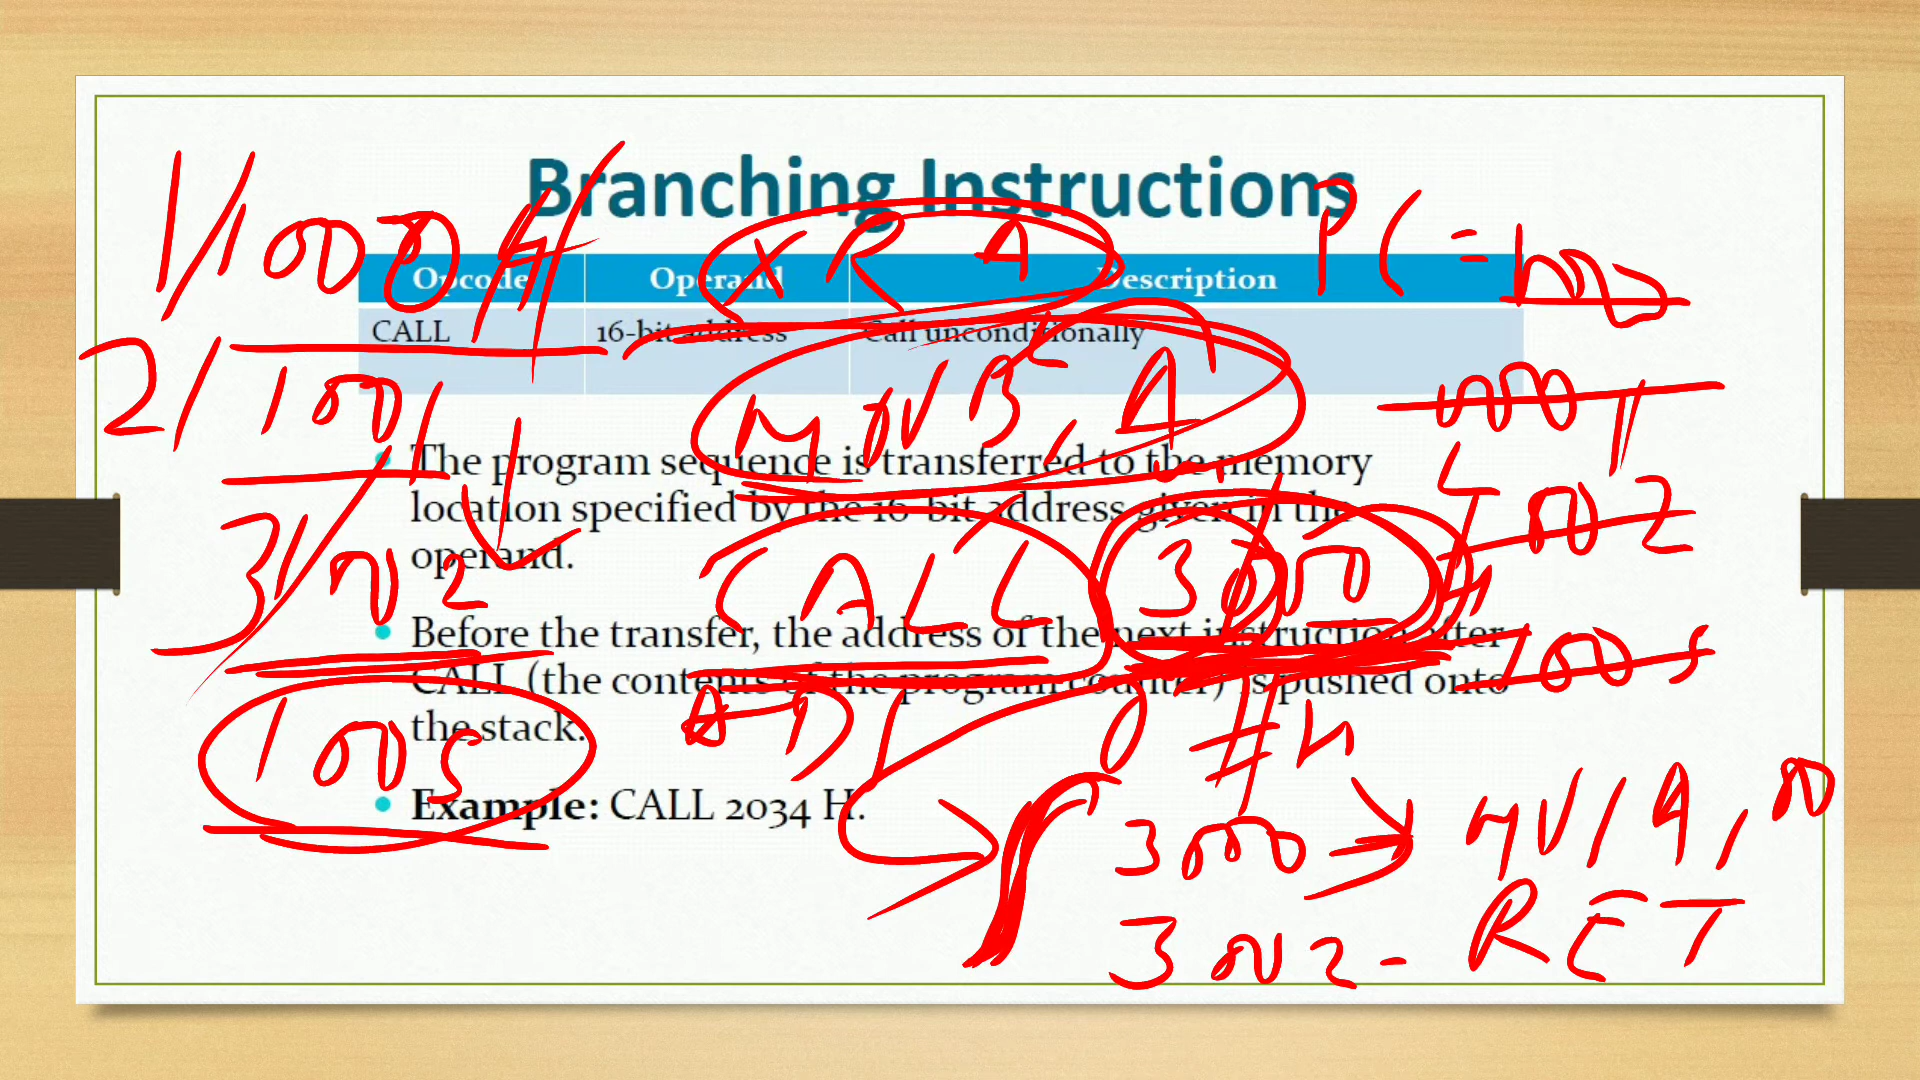 Branching Instructions
Opcode Operand Description
CALL 16-bit address Call unconditionally
The program sequence is transferred to the memory
location specified by the 16-bit address given in the
operand.
Before the transfer, the address of the next instruction after
CALL (the contents of the program counter) is pushed onto
the stack.
Example: CALL 2034 H.
1/1000H XRA A PC =1000
2/1001 MOV B, A
3/1002 CALL 3000 1002
1005 1005
3000 → MVI A, 00
3002 - RET